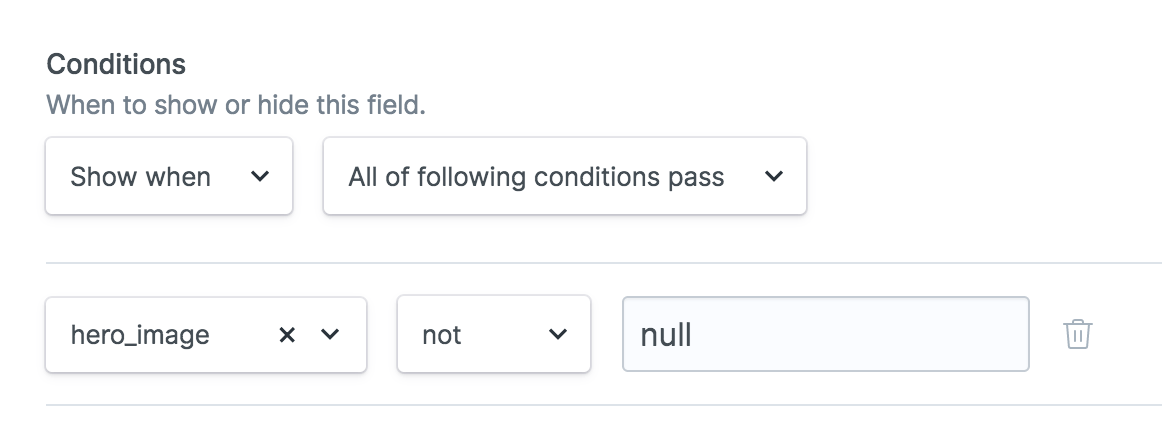 Conditions
When to show or hide this field.
Show when All of following conditions pass
hero_image not null